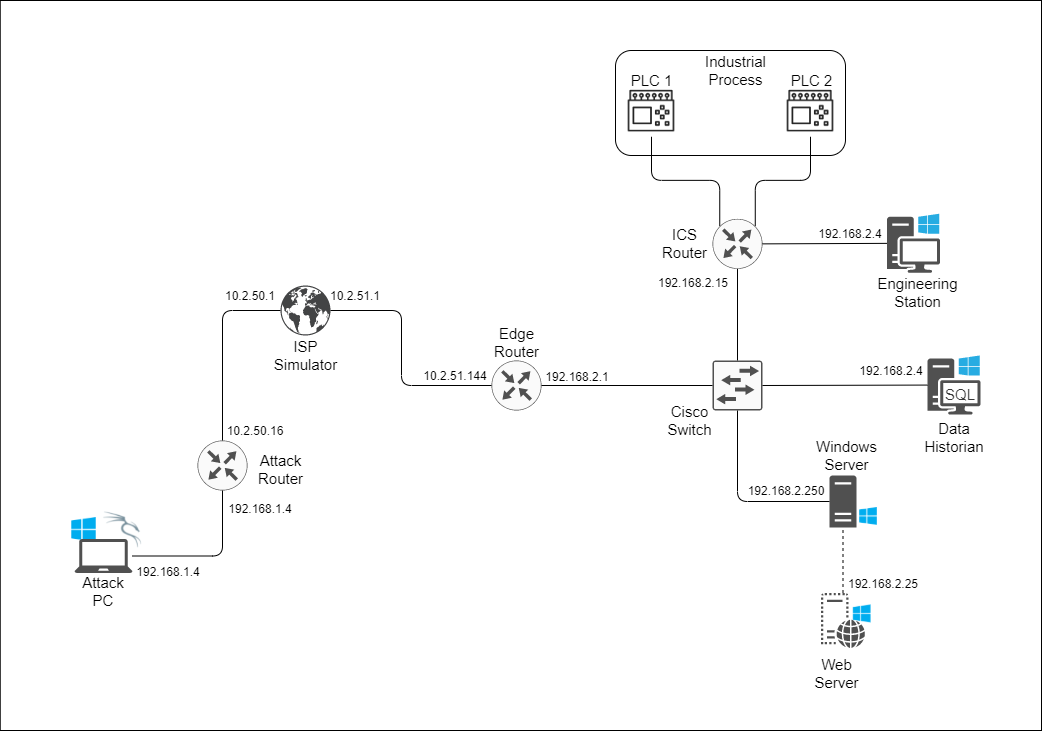 Industrial
Process
PLC 1
PLC 2
ICS
Router
192.168.2.15
192.168.2.4
Engineering
Station
10.2.50.1
10.2.51.1
ISP
Simulator
Edge
Router
10.2.51.144
192.168.2.1
Cisco
Switch
192.168.2.4
SQL
Data
Historian
10.2.50.16
Attack
Router
192.168.1.4
Windows
Server
192.168.2.250
192.168.1.4
Attack
PC
192.168.2.25
Web
Server